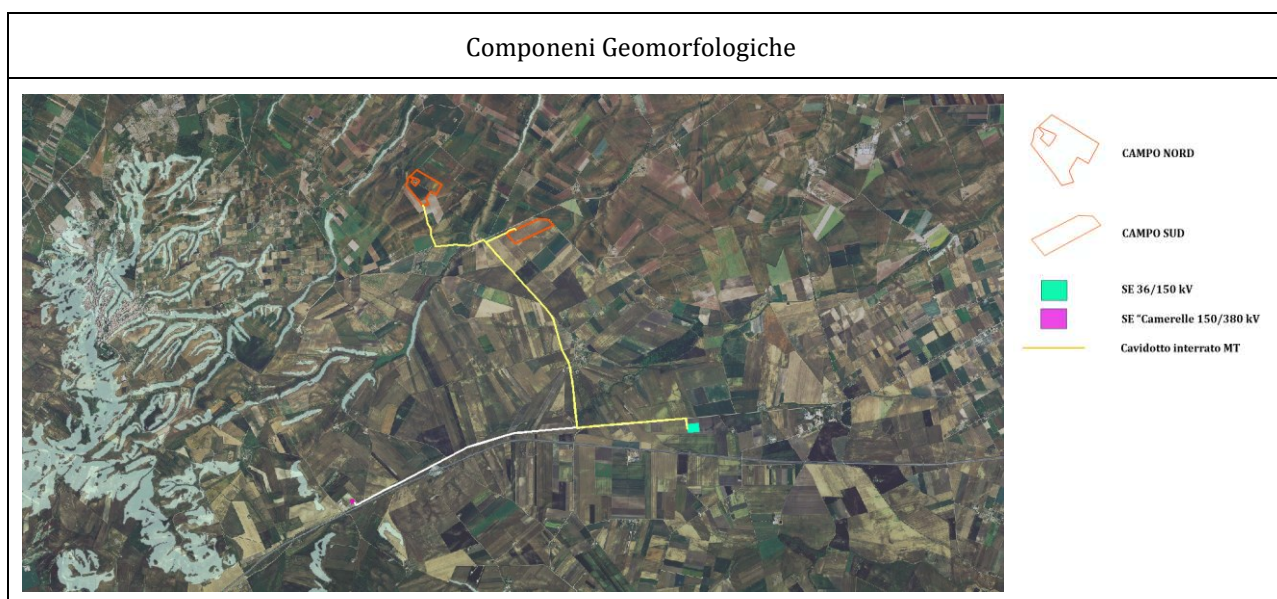 Componeni Geomorfologiche
CAMPO NORD
CAMPO SUD
SE 36/150 kV
SE "Camerelle 150/380 kV
Cavidotto interrato MT